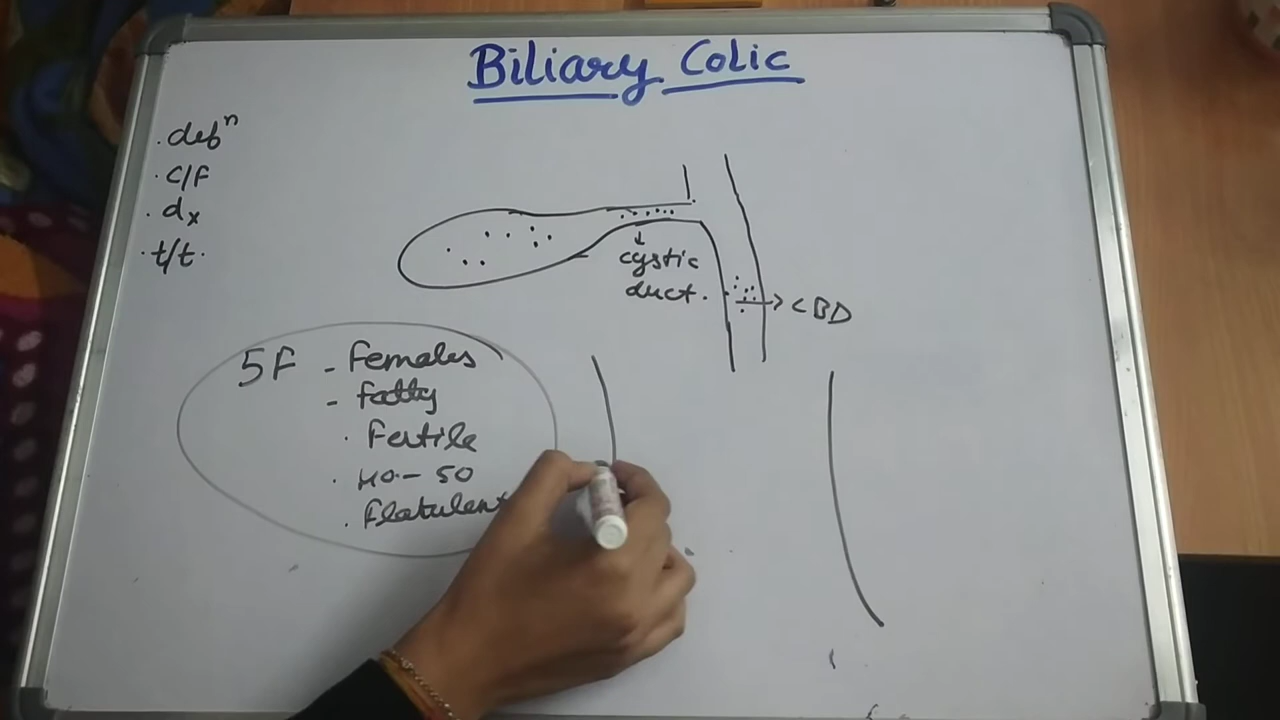 Biliary Colic
. defⁿ
. C/F
. dx
. t/t.
cystic
duct.
CBD
5F - Females
- Fatty
. Fertile
. 40 - 50
. Flatulent